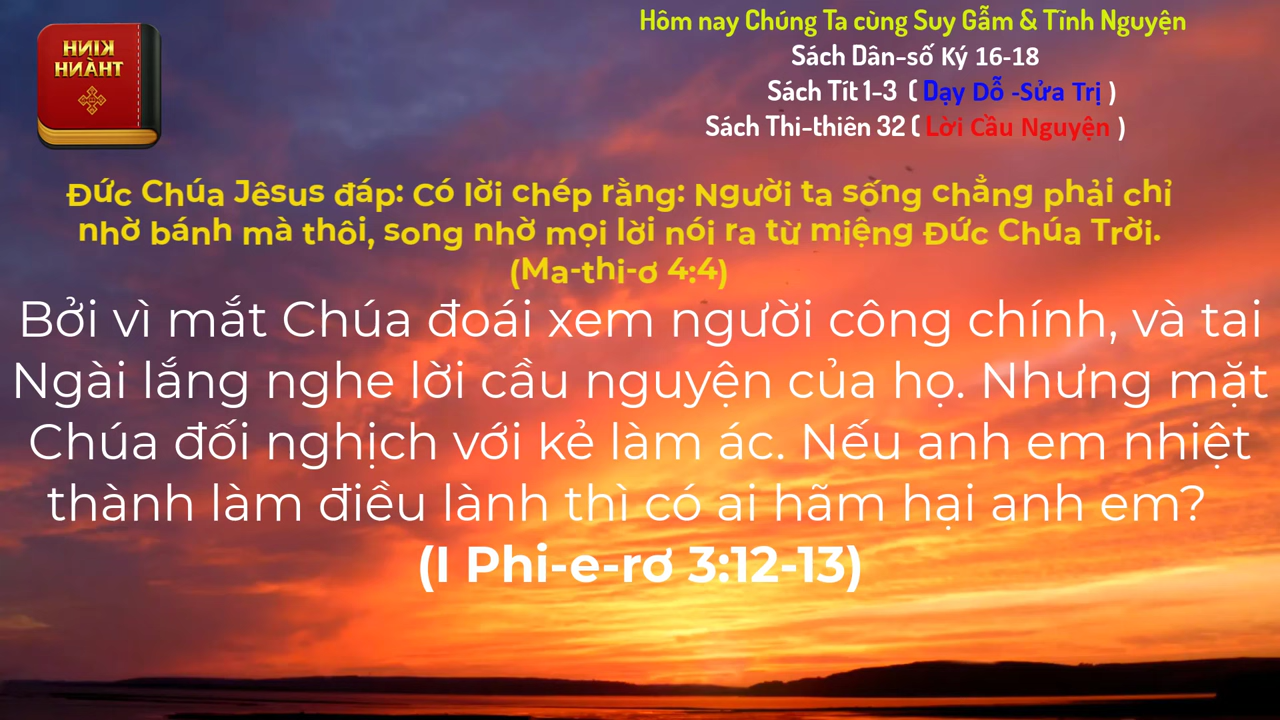 KINH
THÀNH
Hôm nay Chúng Ta cùng Suy Gẫm & Tĩnh Nguyện
Sách Dân-số Ký 16-18
Sách Tít 1-3 ( Dạy Dỗ -Sửa Trị )
Sách Thi-thiên 32 ( Lời Cầu Nguyện )
Đức Chúa Jêsus đáp: Có lời chép rằng: Người ta sống chẳng phải chỉ
nhờ bánh mà thôi, song nhờ mọi lời nói ra từ miệng Đức Chúa Trời.
(Ma-thi-ơ 4:4)
Bởi vì mắt Chúa đoái xem người công chính, và tai
Ngài lắng nghe lời cầu nguyện của họ. Nhưng mặt
Chúa đối nghịch với kẻ làm ác. Nếu anh em nhiệt
thành làm điều lành thì có ai hãm hại anh em?
(I Phi-e-rơ 3:12-13)